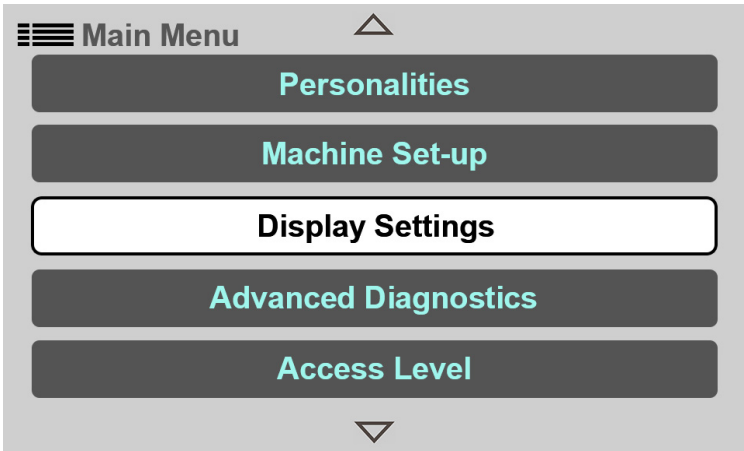 Main Menu
Personalities
Machine Set-up
Display Settings
Advanced Diagnostics
Access Level